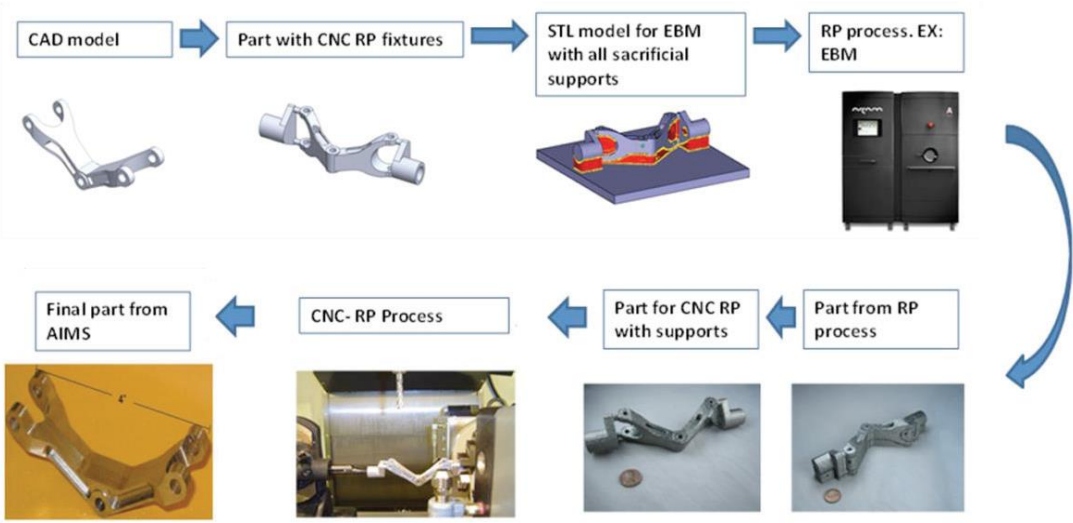 CAD model
Part with CNC RP fixtures
STL model for EBM
with all sacrificial
supports
RP process. EX:
EBM
Arcam
A
Final part from
AIMS
CNC- RP Process
Part for CNC RP
with supports
Part from RP
process
4"